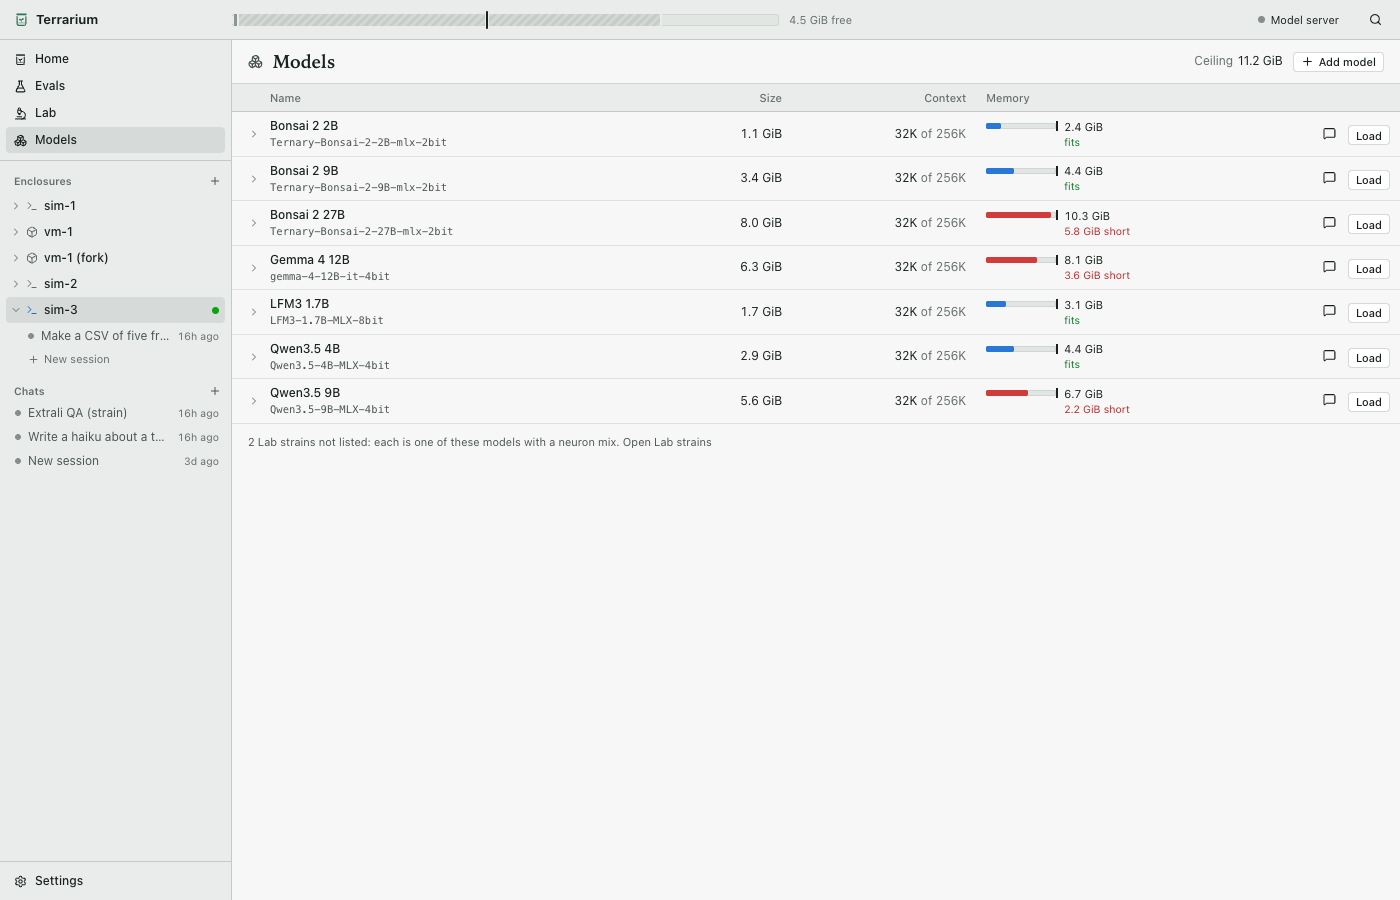 Terrarium
4.5 GiB free
Model server
Home
Evals
Lab
Models
Enclosures
sim-1
vm-1
vm-1 (fork)
sim-2
sim-3
Make a CSV of five fr... 16h ago
New session
Chats
Extrali QA (strain) 16h ago
Write a haiku about a t... 16h ago
New session 3d ago
Settings
Models
Ceiling 11.2 GiB
Add model
Name Size Context Memory
Bonsai 2 2B
Ternary-Bonsai-2-2B-mlx-2bit
1.1 GiB 32K of 256K 2.4 GiB
fits
Load
Bonsai 2 9B
Ternary-Bonsai-2-9B-mlx-2bit
3.4 GiB 32K of 256K 4.4 GiB
fits
Load
Bonsai 2 27B
Ternary-Bonsai-2-27B-mlx-2bit
8.0 GiB 32K of 256K 10.3 GiB
5.8 GiB short
Load
Gemma 4 12B
gemma-4-12B-it-4bit
6.3 GiB 32K of 256K 8.1 GiB
3.6 GiB short
Load
LFM3 1.7B
LFM3-1.7B-MLX-8bit
1.7 GiB 32K of 256K 3.1 GiB
fits
Load
Qwen3.5 4B
Qwen3.5-4B-MLX-4bit
2.9 GiB 32K of 256K 4.4 GiB
fits
Load
Qwen3.5 9B
Qwen3.5-9B-MLX-4bit
5.6 GiB 32K of 256K 6.7 GiB
2.2 GiB short
Load
2 Lab strains not listed: each is one of these models with a neuron mix. Open Lab strains